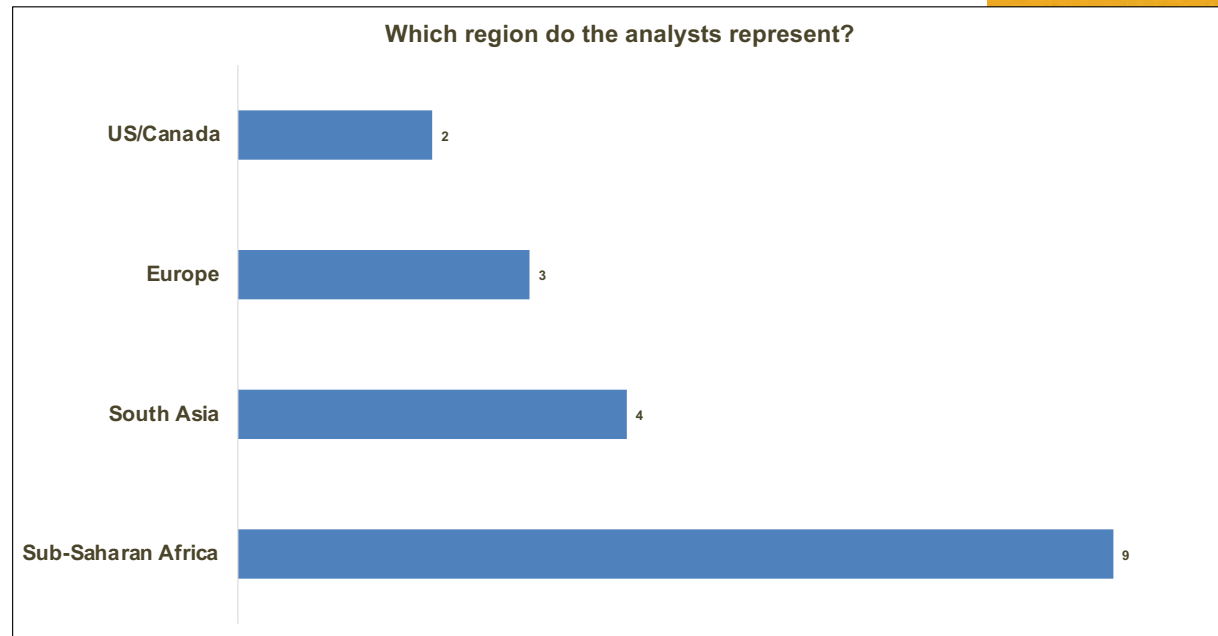 Which region do the analysts represent?
US/Canada
2
Europe
3
South Asia
4
Sub-Saharan Africa
9